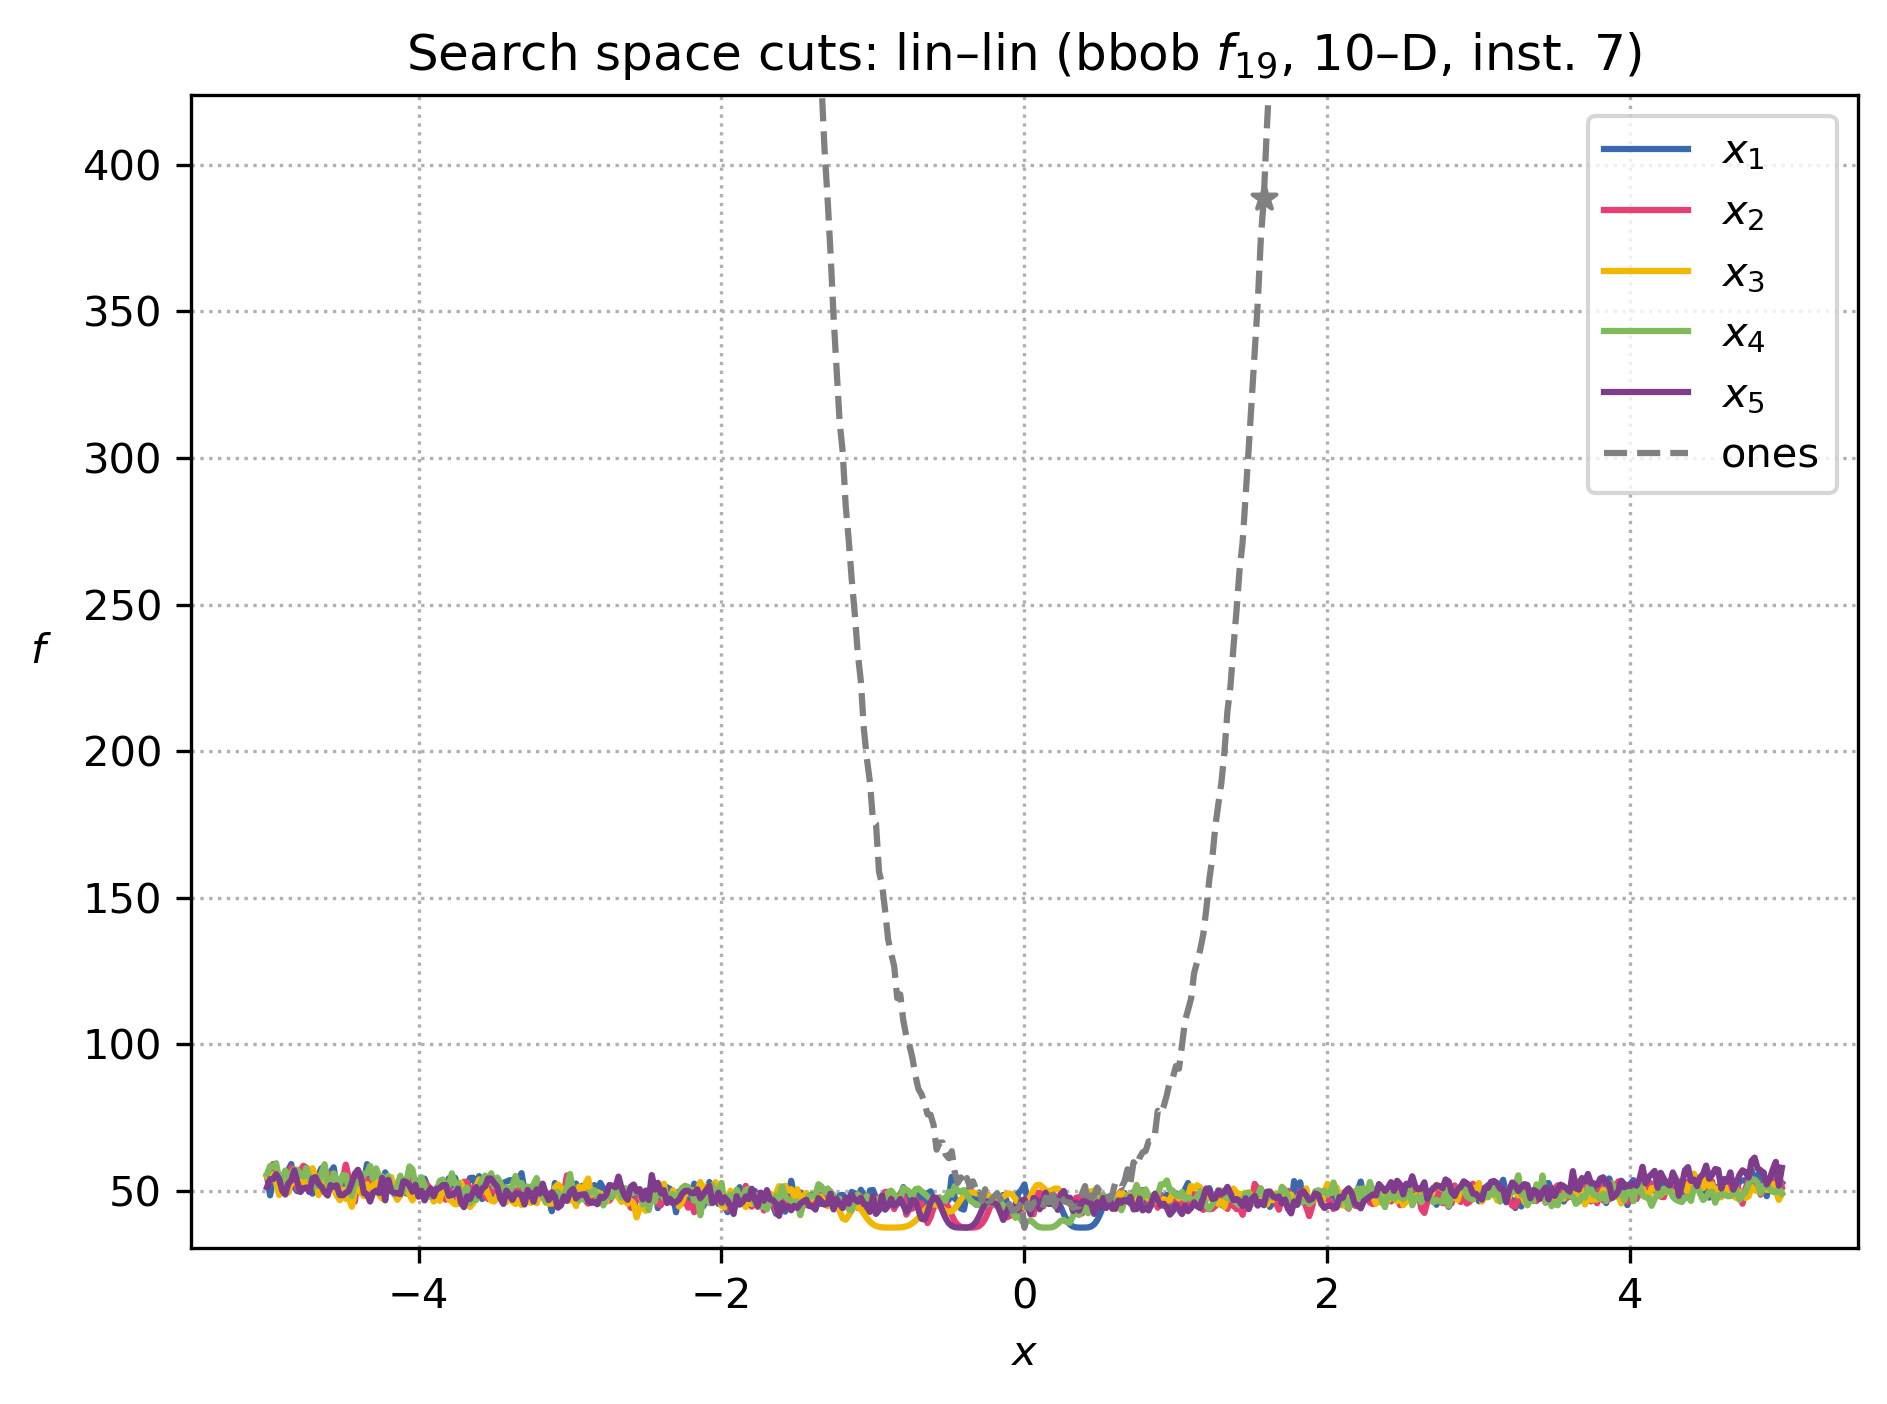 Search space cuts: lin–lin (bbob f₁₉, 10–D, inst. 7)
400
350
300
250
200
150
100
50
f
−4
−2
0
2
4
x
x₁
x₂
x₃
x₄
x₅
ones